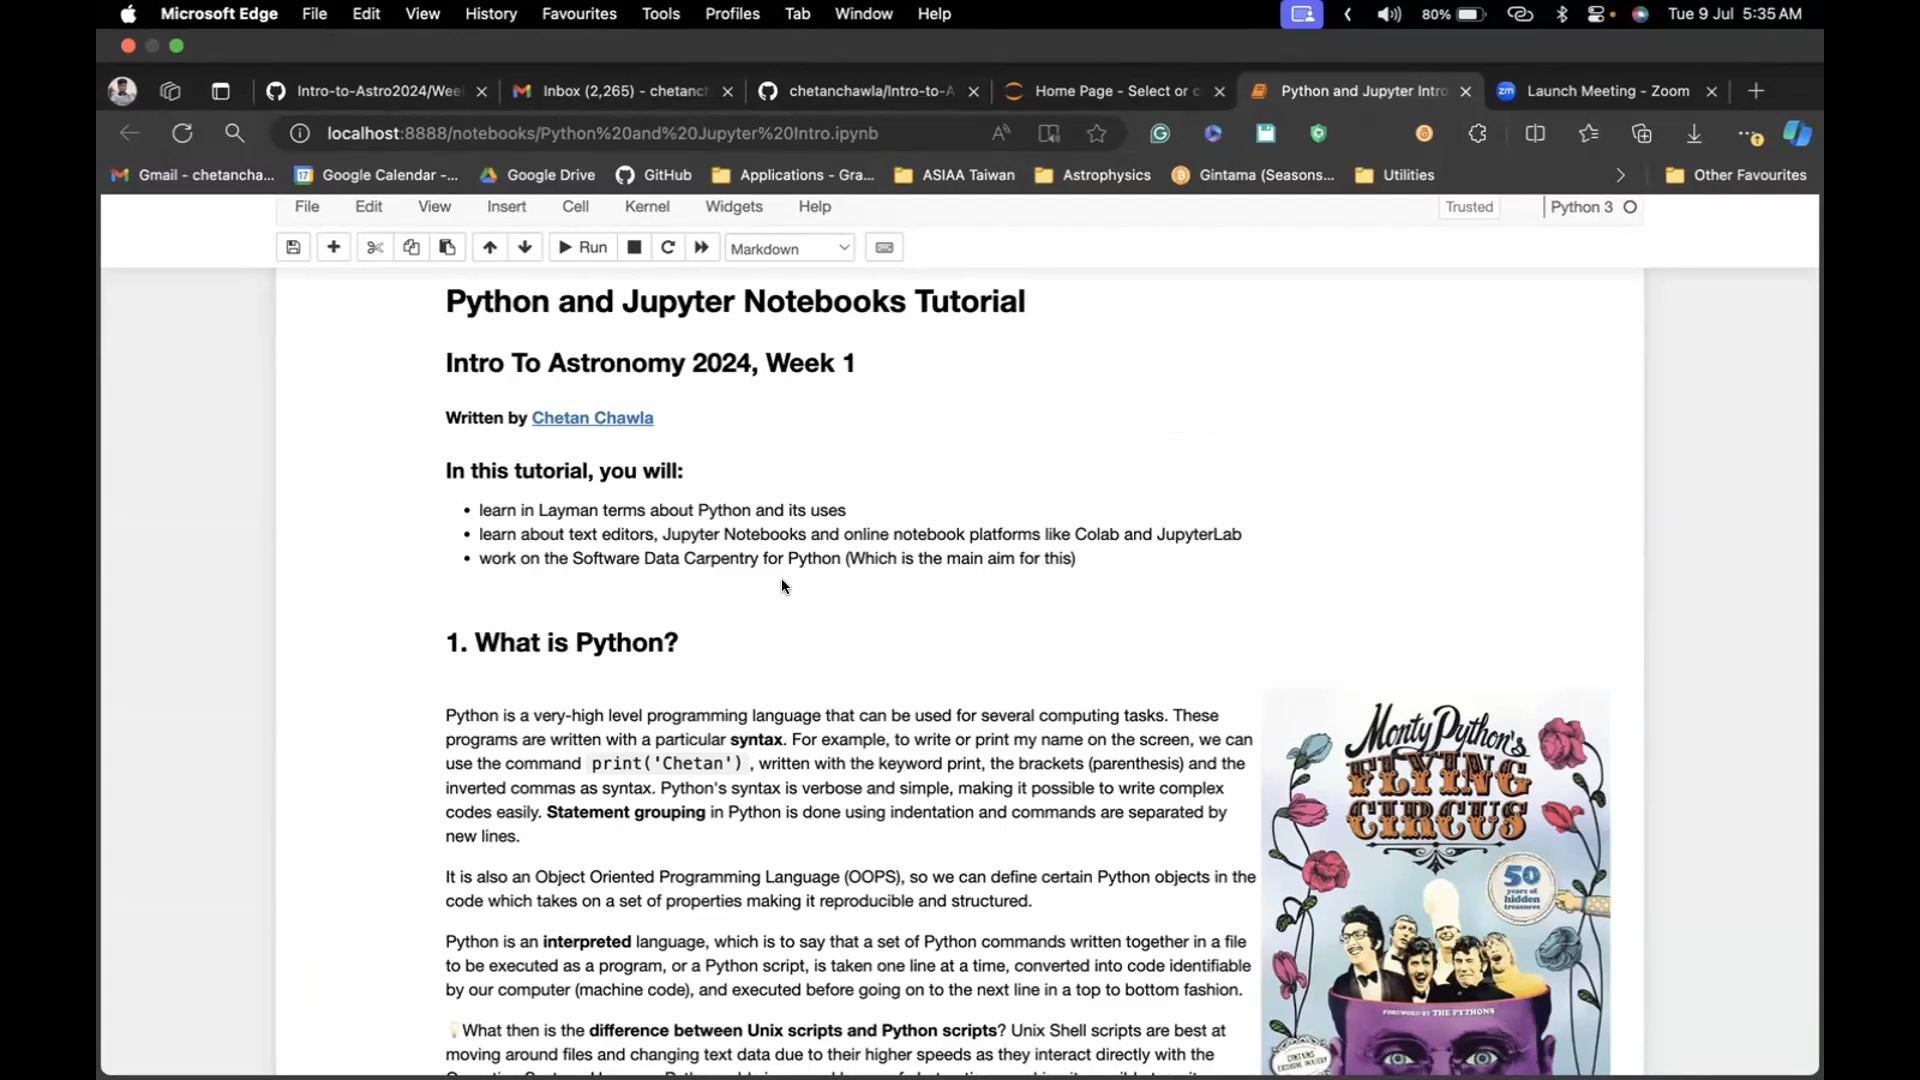 Microsoft Edge File Edit View History Favourites Tools Profiles Tab Window Help 80% Tue 9 Jul 5:35 AM
Intro-to-Astro2024/Wee Inbox (2,265) - chetanch chetanchawla/Intro-to-A Home Page - Select or c Python and Jupyter Intro zm Launch Meeting - Zoom
localhost:8888/notebooks/Python%20and%20Jupyter%20Intro.ipynb
Gmail - chetancha... 17 Google Calendar -... Google Drive GitHub Applications - Gra... ASIAA Taiwan Astrophysics Gintama (Seasons... Utilities Other Favourites
File Edit View Insert Cell Kernel Widgets Help Trusted Python 3
Run Markdown
Python and Jupyter Notebooks Tutorial
Intro To Astronomy 2024, Week 1
Written by Chetan Chawla
In this tutorial, you will:
• learn in Layman terms about Python and its uses
• learn about text editors, Jupyter Notebooks and online notebook platforms like Colab and JupyterLab
• work on the Software Data Carpentry for Python (Which is the main aim for this)
1. What is Python?
Python is a very-high level programming language that can be used for several computing tasks. These
programs are written with a particular syntax. For example, to write or print my name on the screen, we can
use the command print('Chetan') , written with the keyword print, the brackets (parenthesis) and the
inverted commas as syntax. Python's syntax is verbose and simple, making it possible to write complex
codes easily. Statement grouping in Python is done using indentation and commands are separated by
new lines.
It is also an Object Oriented Programming Language (OOPS), so we can define certain Python objects in the
code which takes on a set of properties making it reproducible and structured.
Python is an interpreted language, which is to say that a set of Python commands written together in a file
to be executed as a program, or a Python script, is taken one line at a time, converted into code identifiable
by our computer (machine code), and executed before going on to the next line in a top to bottom fashion.
What then is the difference between Unix scripts and Python scripts? Unix Shell scripts are best at
moving around files and changing text data due to their higher speeds as they interact directly with the
Monty Python's
FLYING
CIRCUS
50
years of
hidden
treasures
FOREWORD BY THE PYTHONS